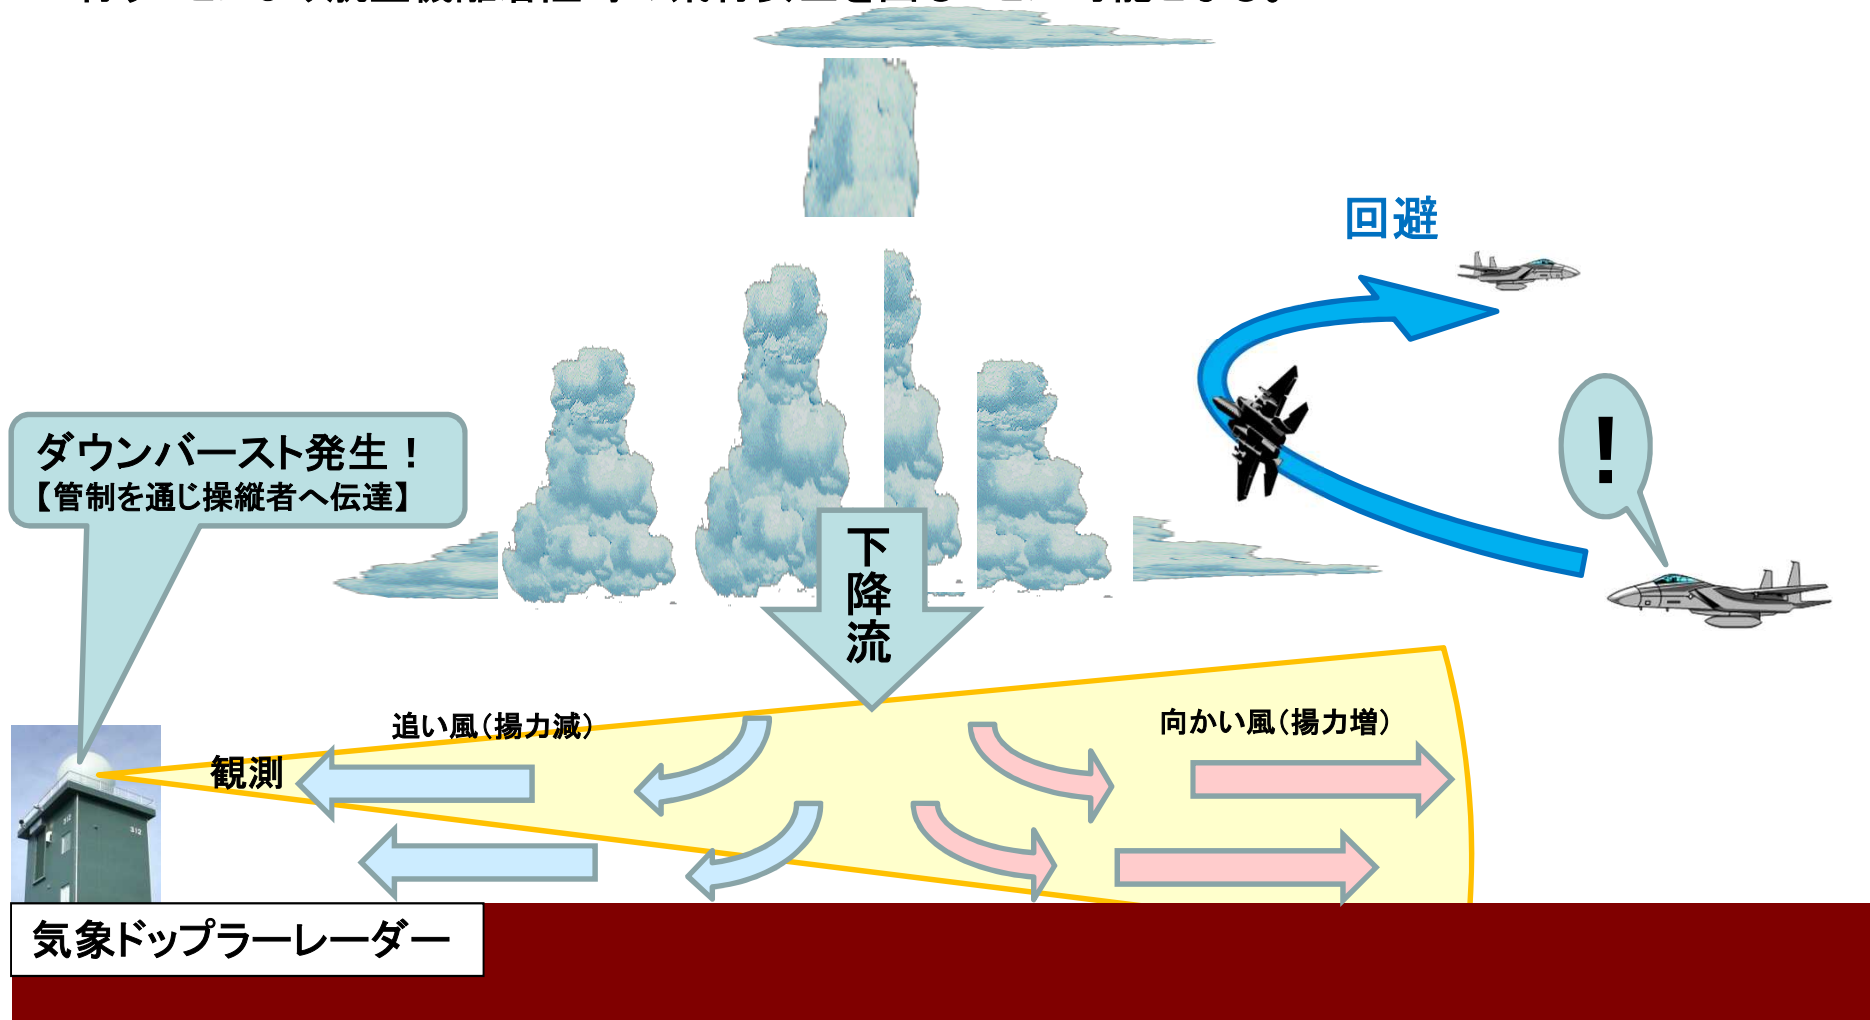 回避
ダウンバースト発生！
【管制を通じ操縦者へ伝達】
!
下降流
追い風(揚力減)
向かい風(揚力増)
観測
312
312
気象ドップラーレーダー